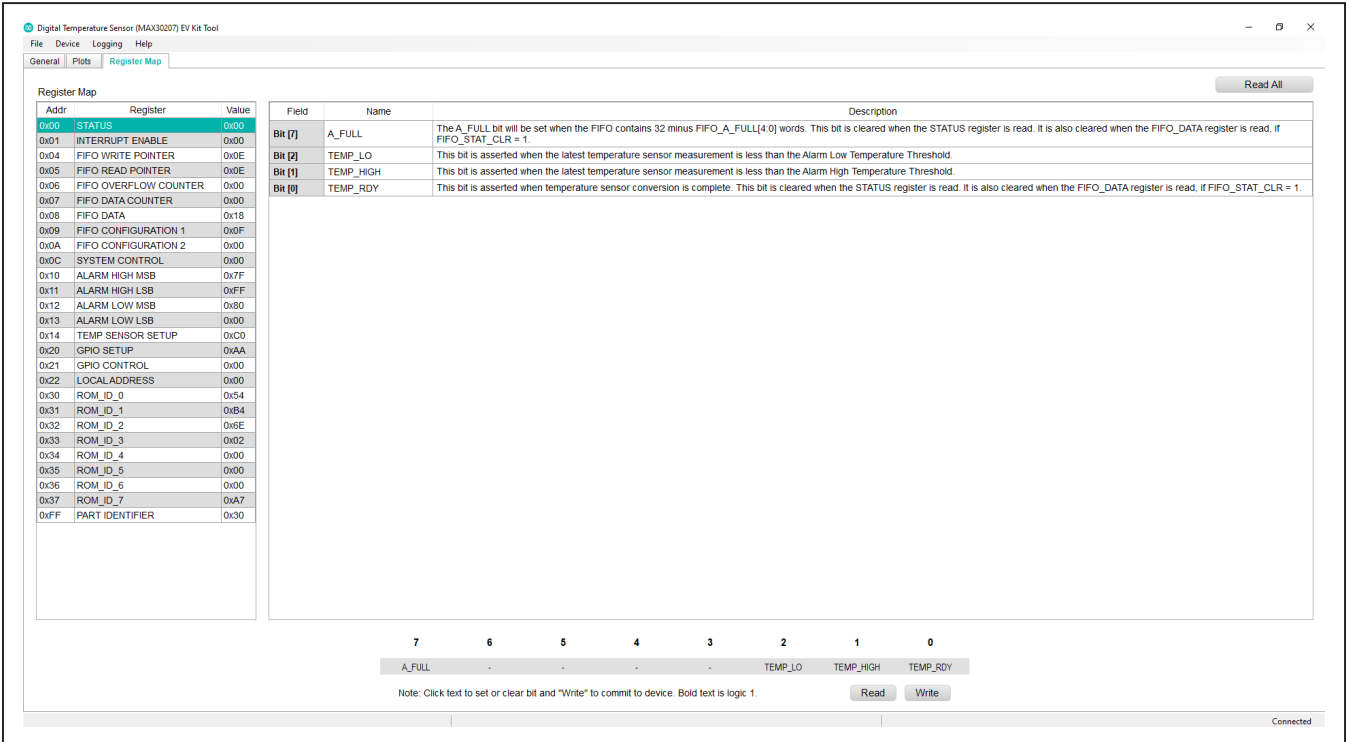 Digital Temperature Sensor (MAX30207) EV Kit Tool
File Device Logging Help
General Plots Register Map
Read All
Register Map
Addr Register Value
0x00 STATUS 0x00
0x01 INTERRUPT ENABLE 0x00
0x04 FIFO WRITE POINTER 0x0E
0x05 FIFO READ POINTER 0x0E
0x06 FIFO OVERFLOW COUNTER 0x00
0x07 FIFO DATA COUNTER 0x00
0x08 FIFO DATA 0x18
0x09 FIFO CONFIGURATION 1 0x0F
0x0A FIFO CONFIGURATION 2 0x00
0x0C SYSTEM CONTROL 0x00
0x10 ALARM HIGH MSB 0x7F
0x11 ALARM HIGH LSB 0xFF
0x12 ALARM LOW MSB 0x80
0x13 ALARM LOW LSB 0x00
0x14 TEMP SENSOR SETUP 0xC0
0x20 GPIO SETUP 0xAA
0x21 GPIO CONTROL 0x00
0x22 LOCAL ADDRESS 0x00
0x30 ROM_ID_0 0x54
0x31 ROM_ID_1 0xB4
0x32 ROM_ID_2 0x6E
0x33 ROM_ID_3 0x02
0x34 ROM_ID_4 0x00
0x35 ROM_ID_5 0x00
0x36 ROM_ID_6 0x00
0x37 ROM_ID_7 0xA7
0xFF PART IDENTIFIER 0x30
Field Name Description
Bit [7] A_FULL The A_FULL bit will be set when the FIFO contains 32 minus FIFO_A_FULL[4:0] words. This bit is cleared when the STATUS register is read. It is also cleared when the FIFO_DATA register is read, if
FIFO_STAT_CLR = 1.
Bit [2] TEMP_LO This bit is asserted when the latest temperature sensor measurement is less than the Alarm Low Temperature Threshold.
Bit [1] TEMP_HIGH This bit is asserted when the latest temperature sensor measurement is less than the Alarm High Temperature Threshold.
Bit [0] TEMP_RDY This bit is asserted when temperature sensor conversion is complete. This bit is cleared when the STATUS register is read. It is also cleared when the FIFO_DATA register is read, if FIFO_STAT_CLR = 1.
7 6 5 4 3 2 1 0
A_FULL - - - - TEMP_LO TEMP_HIGH TEMP_RDY
Note: Click text to set or clear bit and "Write" to commit to device. Bold text is logic 1. Read Write
Connected